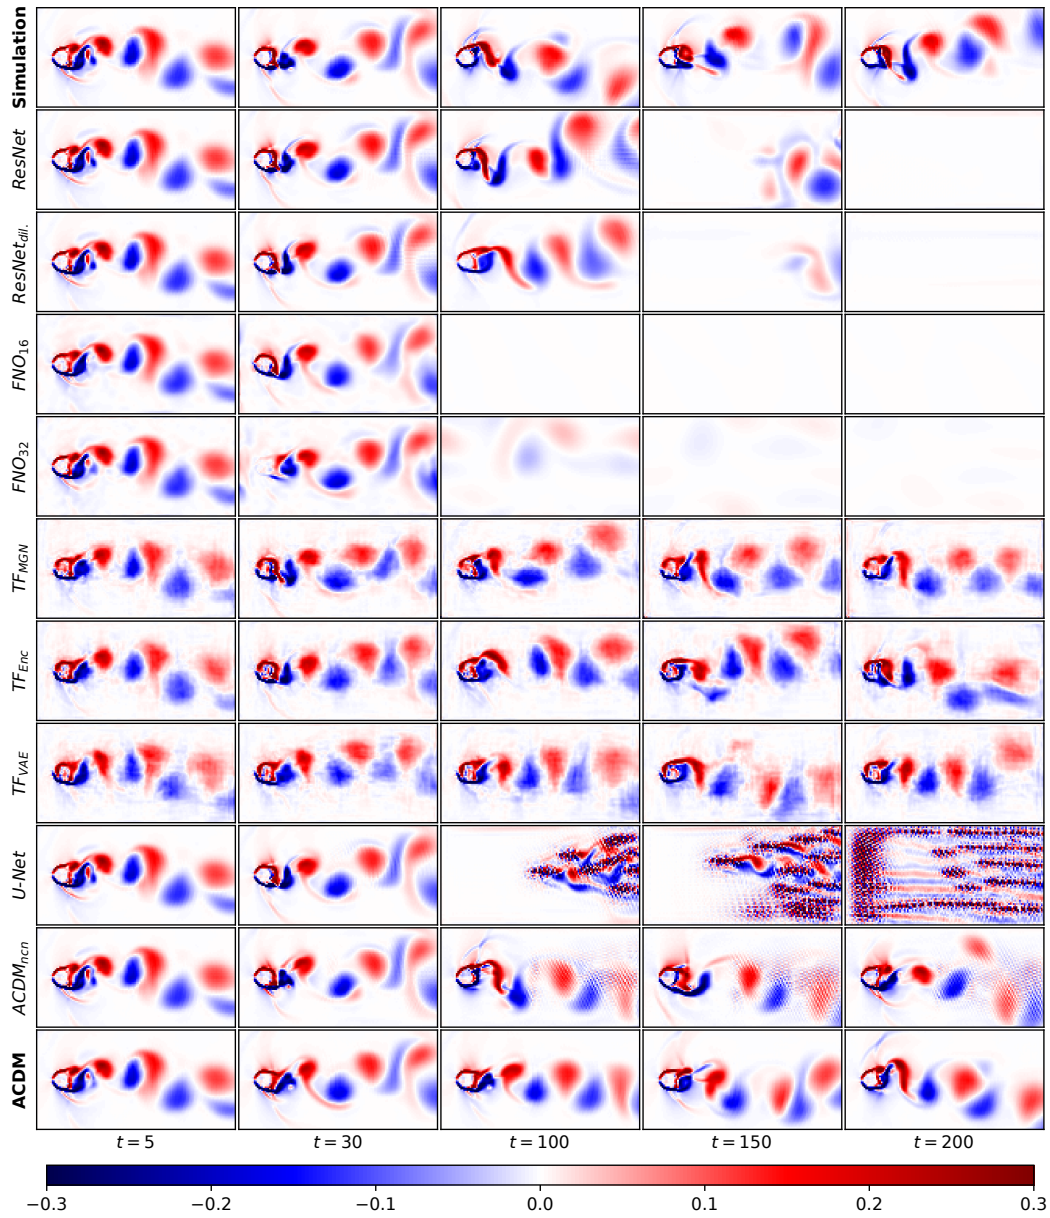 Simulation
ResNet
ResNet_dil.
FNO_16
FNO_32
TF_MGN
TF_Enc
TF_VAE
U-Net
ACDM_ncn
ACDM
t = 5 t = 30 t = 100 t = 150 t = 200
−0.3 −0.2 −0.1 0.0 0.1 0.2 0.3